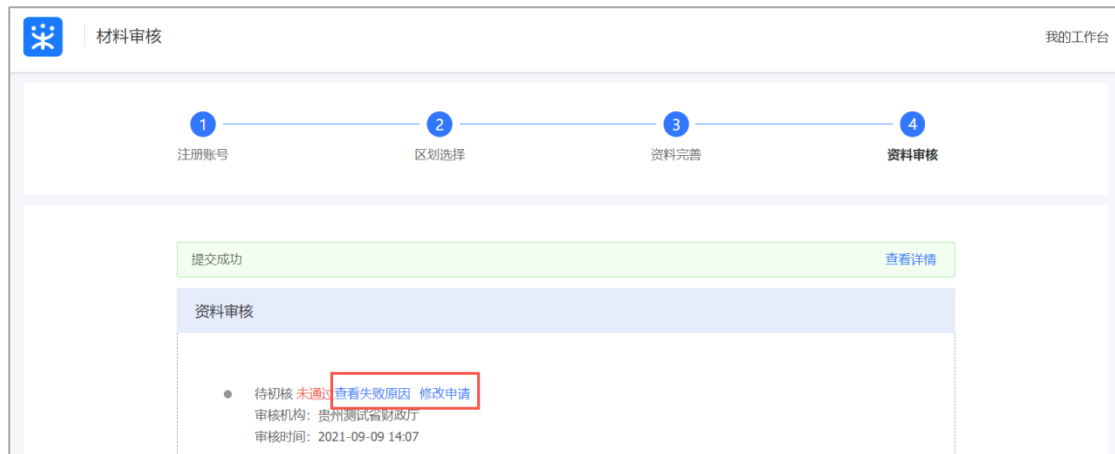 采 材料审核 我的工作台
1 2 3 4
注册账号 区划选择 资料完善 资料审核
提交成功 查看详情
资料审核
待初核 未通过查看失败原因 修改申请
审核机构：贵州测试省财政厅
审核时间：2021-09-09 14:07